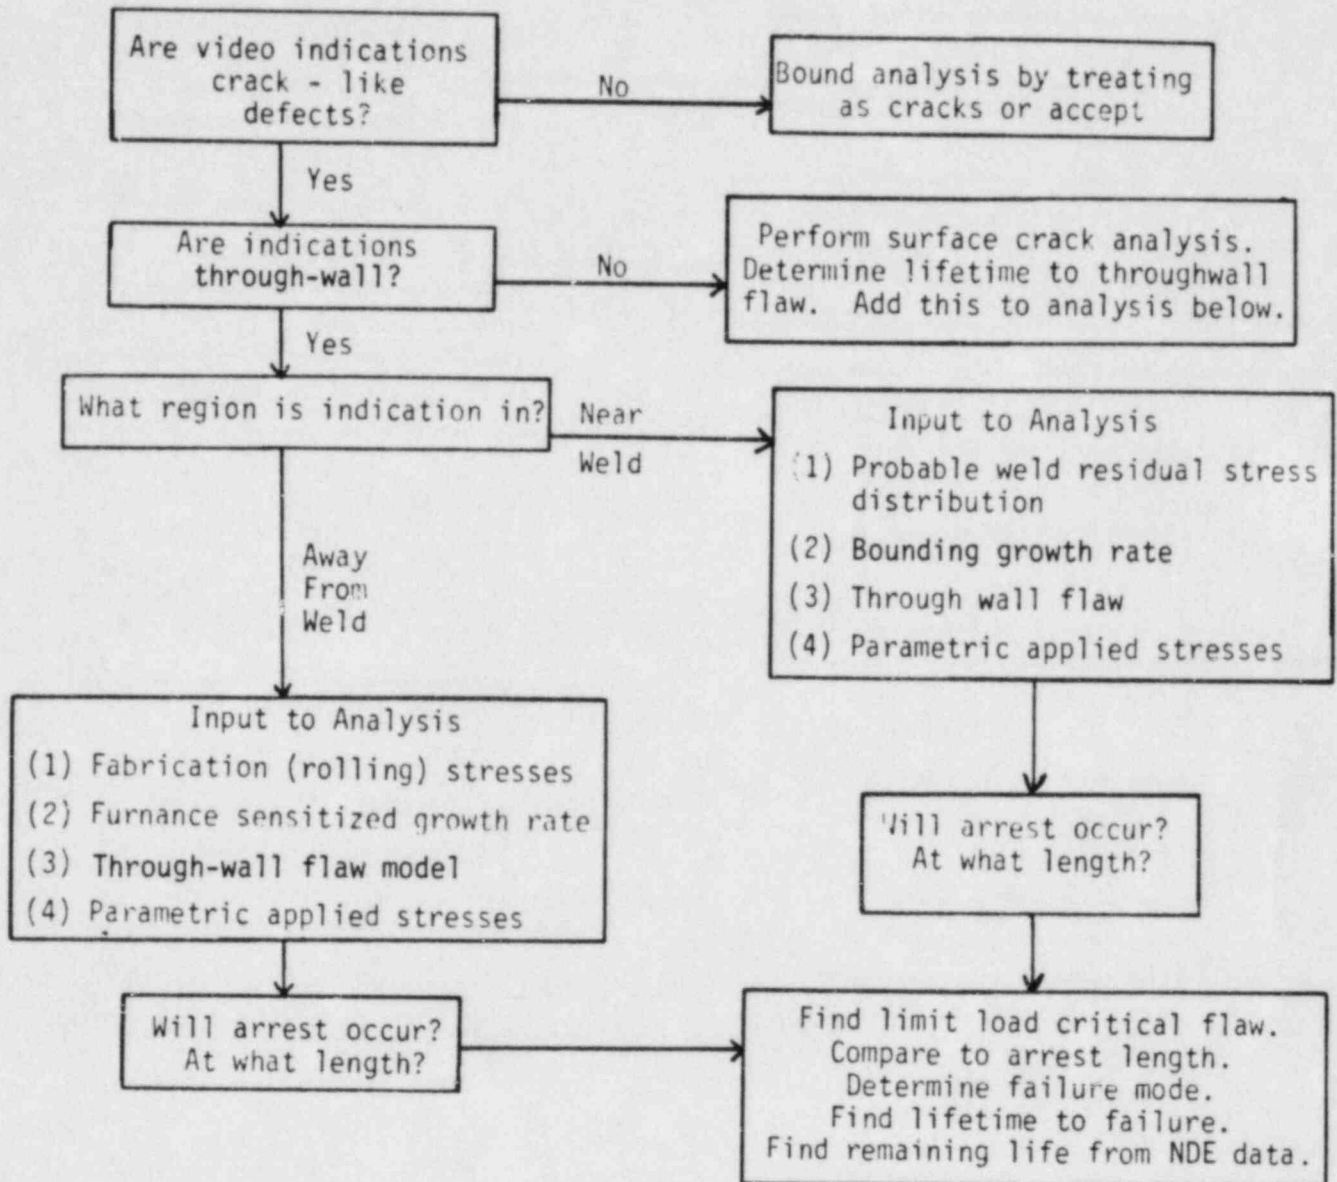 Are video indications
crack - like
defects?
No
Bound analysis by treating
as cracks or accept
Yes
Are indications
through-wall?
No
Perform surface crack analysis.
Determine lifetime to throughwall
flaw. Add this to analysis below.
Yes
What region is indication in?
Near
Weld
Input to Analysis
(1) Probable weld residual stress
distribution
(2) Bounding growth rate
(3) Through wall flaw
(4) Parametric applied stresses
Away
From
Weld
Input to Analysis
(1) Fabrication (rolling) stresses
(2) Furnance sensitized growth rate
(3) Through-wall flaw model
(4) Parametric applied stresses
Will arrest occur?
At what length?
Will arrest occur?
At what length?
Find limit load critical flaw.
Compare to arrest length.
Determine failure mode.
Find lifetime to failure.
Find remaining life from NDE data.